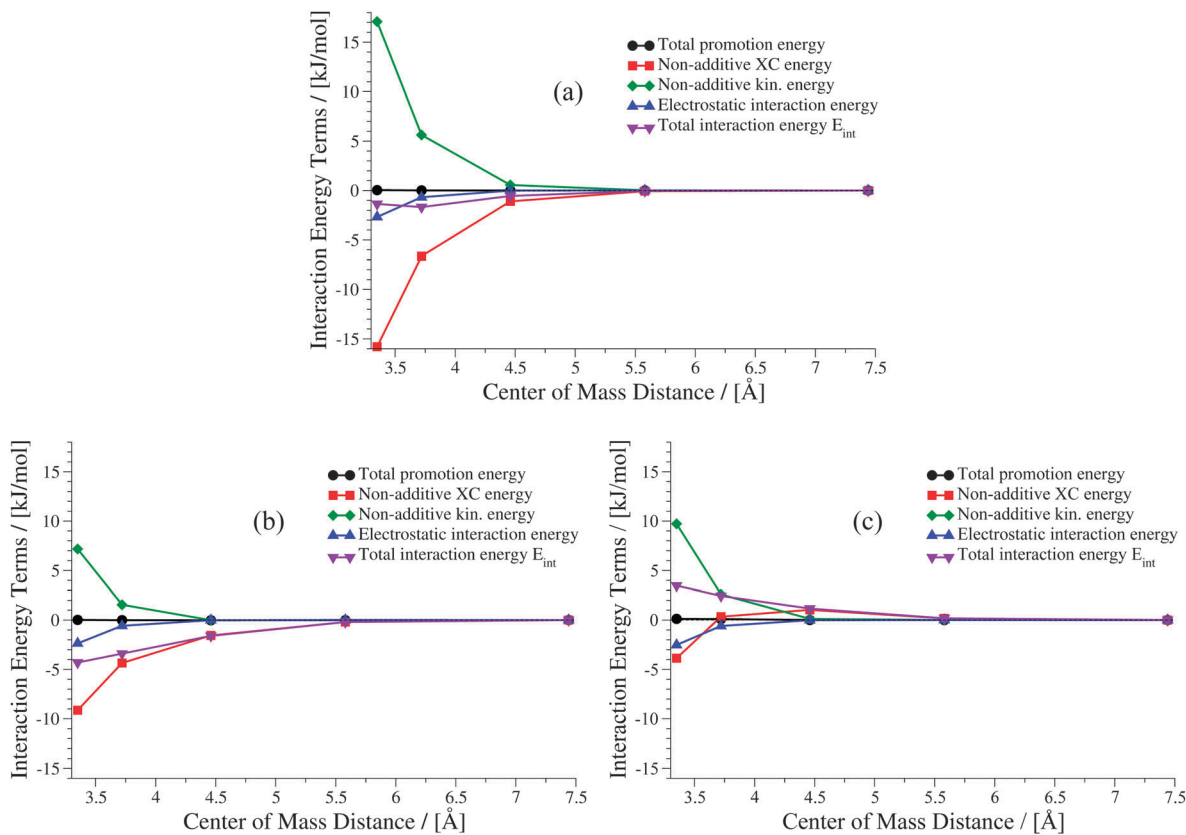 Interaction Energy Terms / [kJ/mol]
15
10
5
0
-5
-10
-15
Total promotion energy
Non-additive XC energy
Non-additive kin. energy
Electrostatic interaction energy
Total interaction energy E_int
(a)
3.5 4 4.5 5 5.5 6 6.5 7 7.5
Center of Mass Distance / [Å]
Interaction Energy Terms / [kJ/mol]
15
10
5
0
-5
-10
-15
Total promotion energy
Non-additive XC energy
Non-additive kin. energy
Electrostatic interaction energy
Total interaction energy E_int
(b)
3.5 4 4.5 5 5.5 6 6.5 7 7.5
Center of Mass Distance / [Å]
Interaction Energy Terms / [kJ/mol]
15
10
5
0
-5
-10
-15
Total promotion energy
Non-additive XC energy
Non-additive kin. energy
Electrostatic interaction energy
Total interaction energy E_int
(c)
3.5 4 4.5 5 5.5 6 6.5 7 7.5
Center of Mass Distance / [Å]